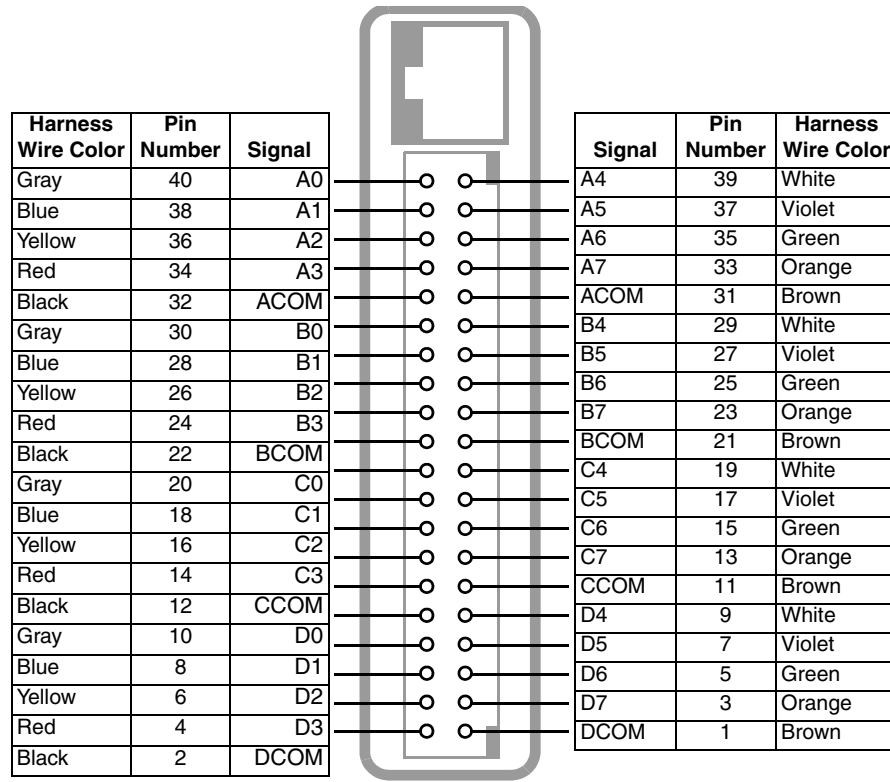 Harness Wire Color Pin Number Signal
Gray 40 A0
Blue 38 A1
Yellow 36 A2
Red 34 A3
Black 32 ACOM
Gray 30 B0
Blue 28 B1
Yellow 26 B2
Red 24 B3
Black 22 BCOM
Gray 20 C0
Blue 18 C1
Yellow 16 C2
Red 14 C3
Black 12 CCOM
Gray 10 D0
Blue 8 D1
Yellow 6 D2
Red 4 D3
Black 2 DCOM
Signal Pin Number Harness Wire Color
A4 39 White
A5 37 Violet
A6 35 Green
A7 33 Orange
ACOM 31 Brown
B4 29 White
B5 27 Violet
B6 25 Green
B7 23 Orange
BCOM 21 Brown
C4 19 White
C5 17 Violet
C6 15 Green
C7 13 Orange
CCOM 11 Brown
D4 9 White
D5 7 Violet
D6 5 Green
D7 3 Orange
DCOM 1 Brown